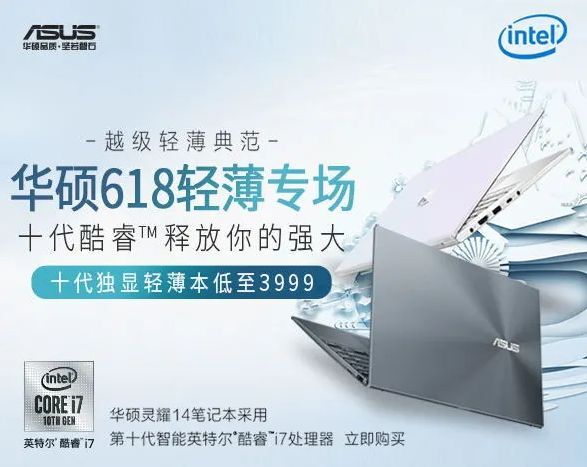 ASUS
华硕品质·坚若磐石
intel
-越级轻薄典范-
华硕618轻薄专场
十代酷睿™释放你的强大
十代独显轻薄本低至3999
ASUS
intel
CORE i7
10TH GEN
英特尔®酷睿™i7
华硕灵耀14笔记本采用
第十代智能英特尔®酷睿™i7处理器 立即购买